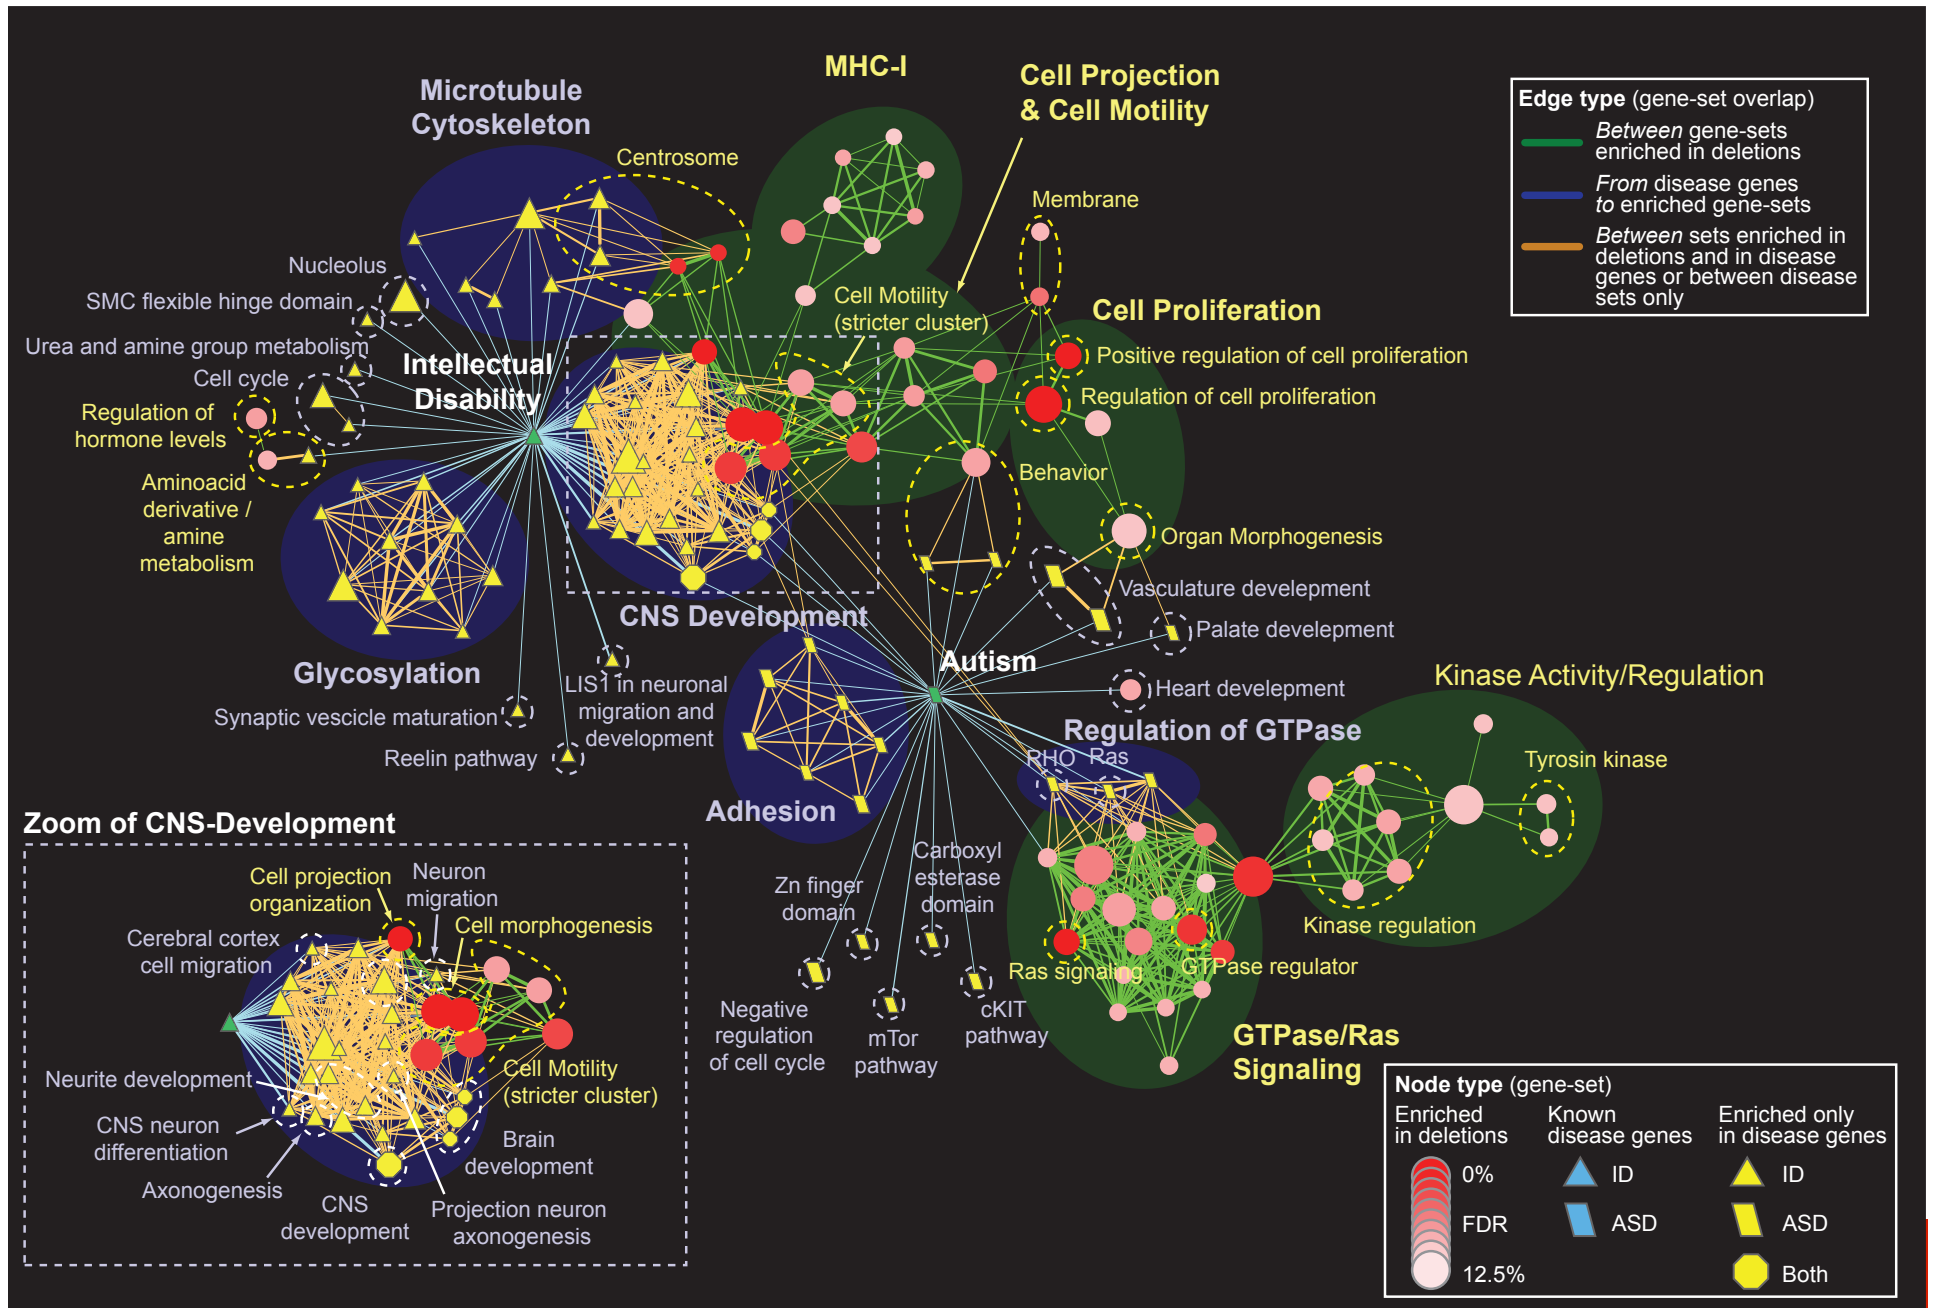 MHC-I
Cell Projection
& Cell Motility
Microtubule
Cytoskeleton
Centrosome
Membrane
Nucleolus
SMC flexible hinge domain
Cell Motility
(stricter cluster)
Cell Proliferation
Urea and amine group metabolism
Intellectual
Disability
Positive regulation of cell proliferation
Cell cycle
Regulation of cell proliferation
Regulation of
hormone levels
Behavior
Aminoacid
derivative /
amine
metabolism
Organ Morphogenesis
Vasculature develepment
CNS Development
Palate develepment
Glycosylation
Autism
Kinase Activity/Regulation
LIS1 in neuronal
migration and
development
Heart develepment
Synaptic vescicle maturation
Regulation of GTPase
Reelin pathway
RHO
Ras
Tyrosin kinase
Adhesion
Zoom of CNS-Development
Carboxyl
esterase
domain
Zn finger
domain
Cell projection
organization
Neuron
migration
Cell morphogenesis
Kinase regulation
Cerebral cortex
cell migration
Ras signaling
GTPase regulator
Negative
regulation
of cell cycle
mTor
pathway
cKIT
pathway
GTPase/Ras
Signaling
Neurite development
Cell Motility
(stricter cluster)
CNS neuron
differentiation
Brain
development
Axonogenesis
CNS
development
Projection neuron
axonogenesis
Edge type (gene-set overlap)
Between gene-sets
enriched in deletions
From disease genes
to enriched gene-sets
Between sets enriched in
deletions and in disease
genes or between disease
sets only
Node type (gene-set)
Enriched
in deletions
Known
disease genes
Enriched only
in disease genes
0%
ID
ID
FDR
ASD
ASD
12.5%
Both